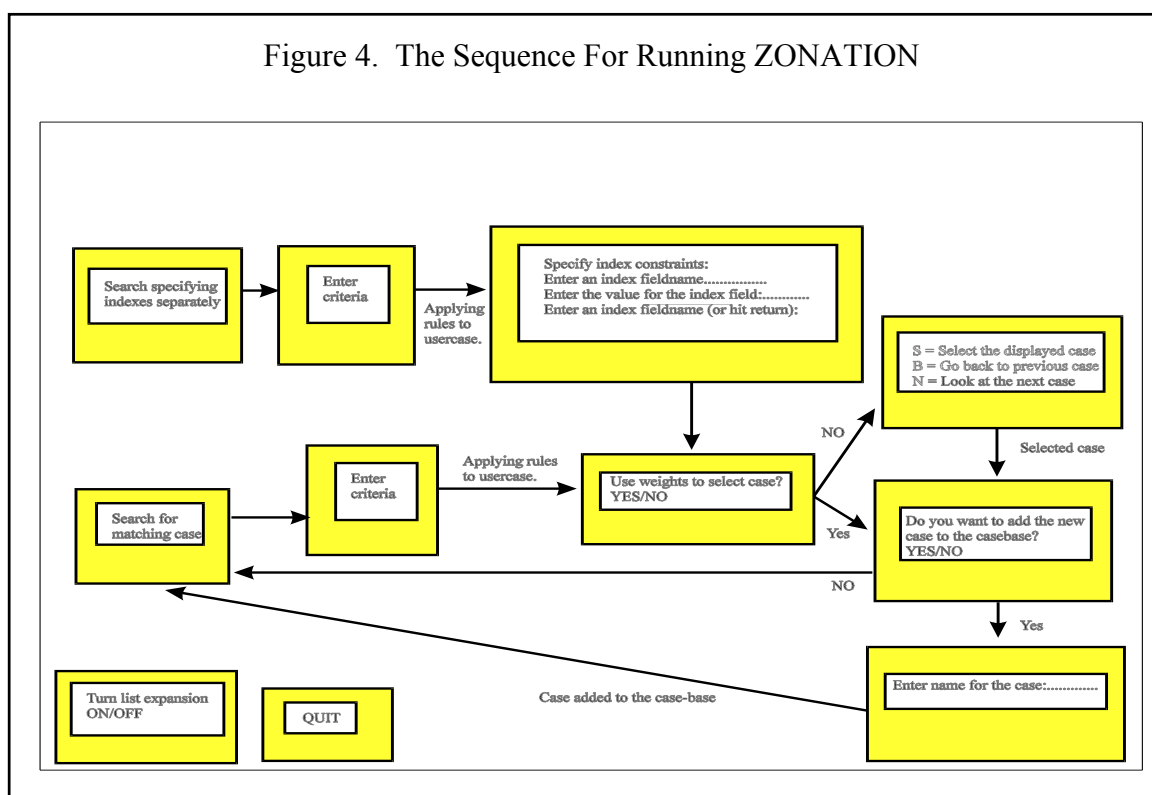 Figure 4.  The Sequence For Running ZONATION
Search specifying
indexes separately
Enter
criteria
Applying
rules to
usercase.
Specify index constraints:
Enter an index fieldname................
Enter the value for the index field:............
Enter an index fieldname (or hit return):
S = Select the displayed case
B = Go back to previous case
N = Look at the next case
NO
Selected case
Search for
matching case
Enter
criteria
Applying rules
to usercase.
Use weights to select case?
YES/NO
Yes
Do you want to add the new
case to the casebase?
YES/NO
NO
Yes
Turn list expansion
ON/OFF
QUIT
Case added to the case-base
Enter name for the case:.............